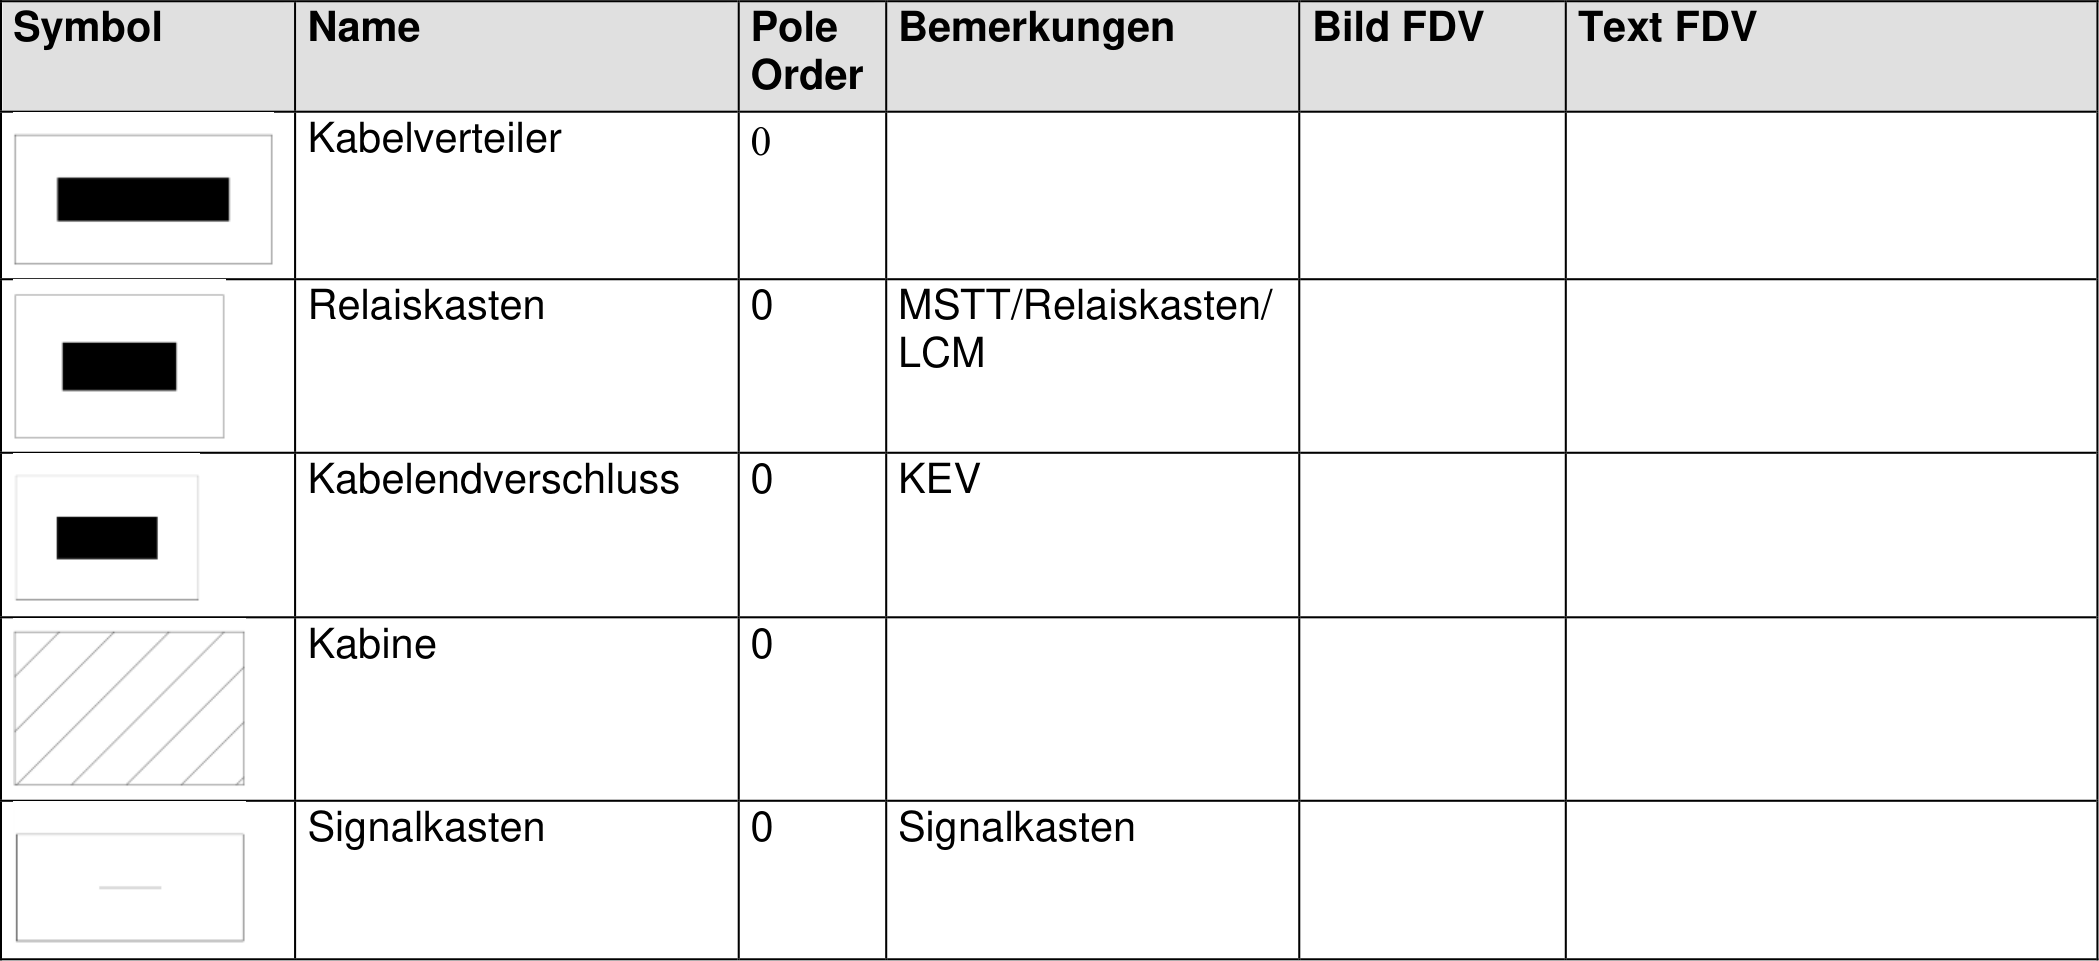 Symbol Name Pole Order Bemerkungen Bild FDV Text FDV
Kabelverteiler 0
Relaiskasten 0 MSTT/Relaiskasten/
LCM
Kabelendverschluss 0 KEV
Kabine 0
Signalkasten 0 Signalkasten